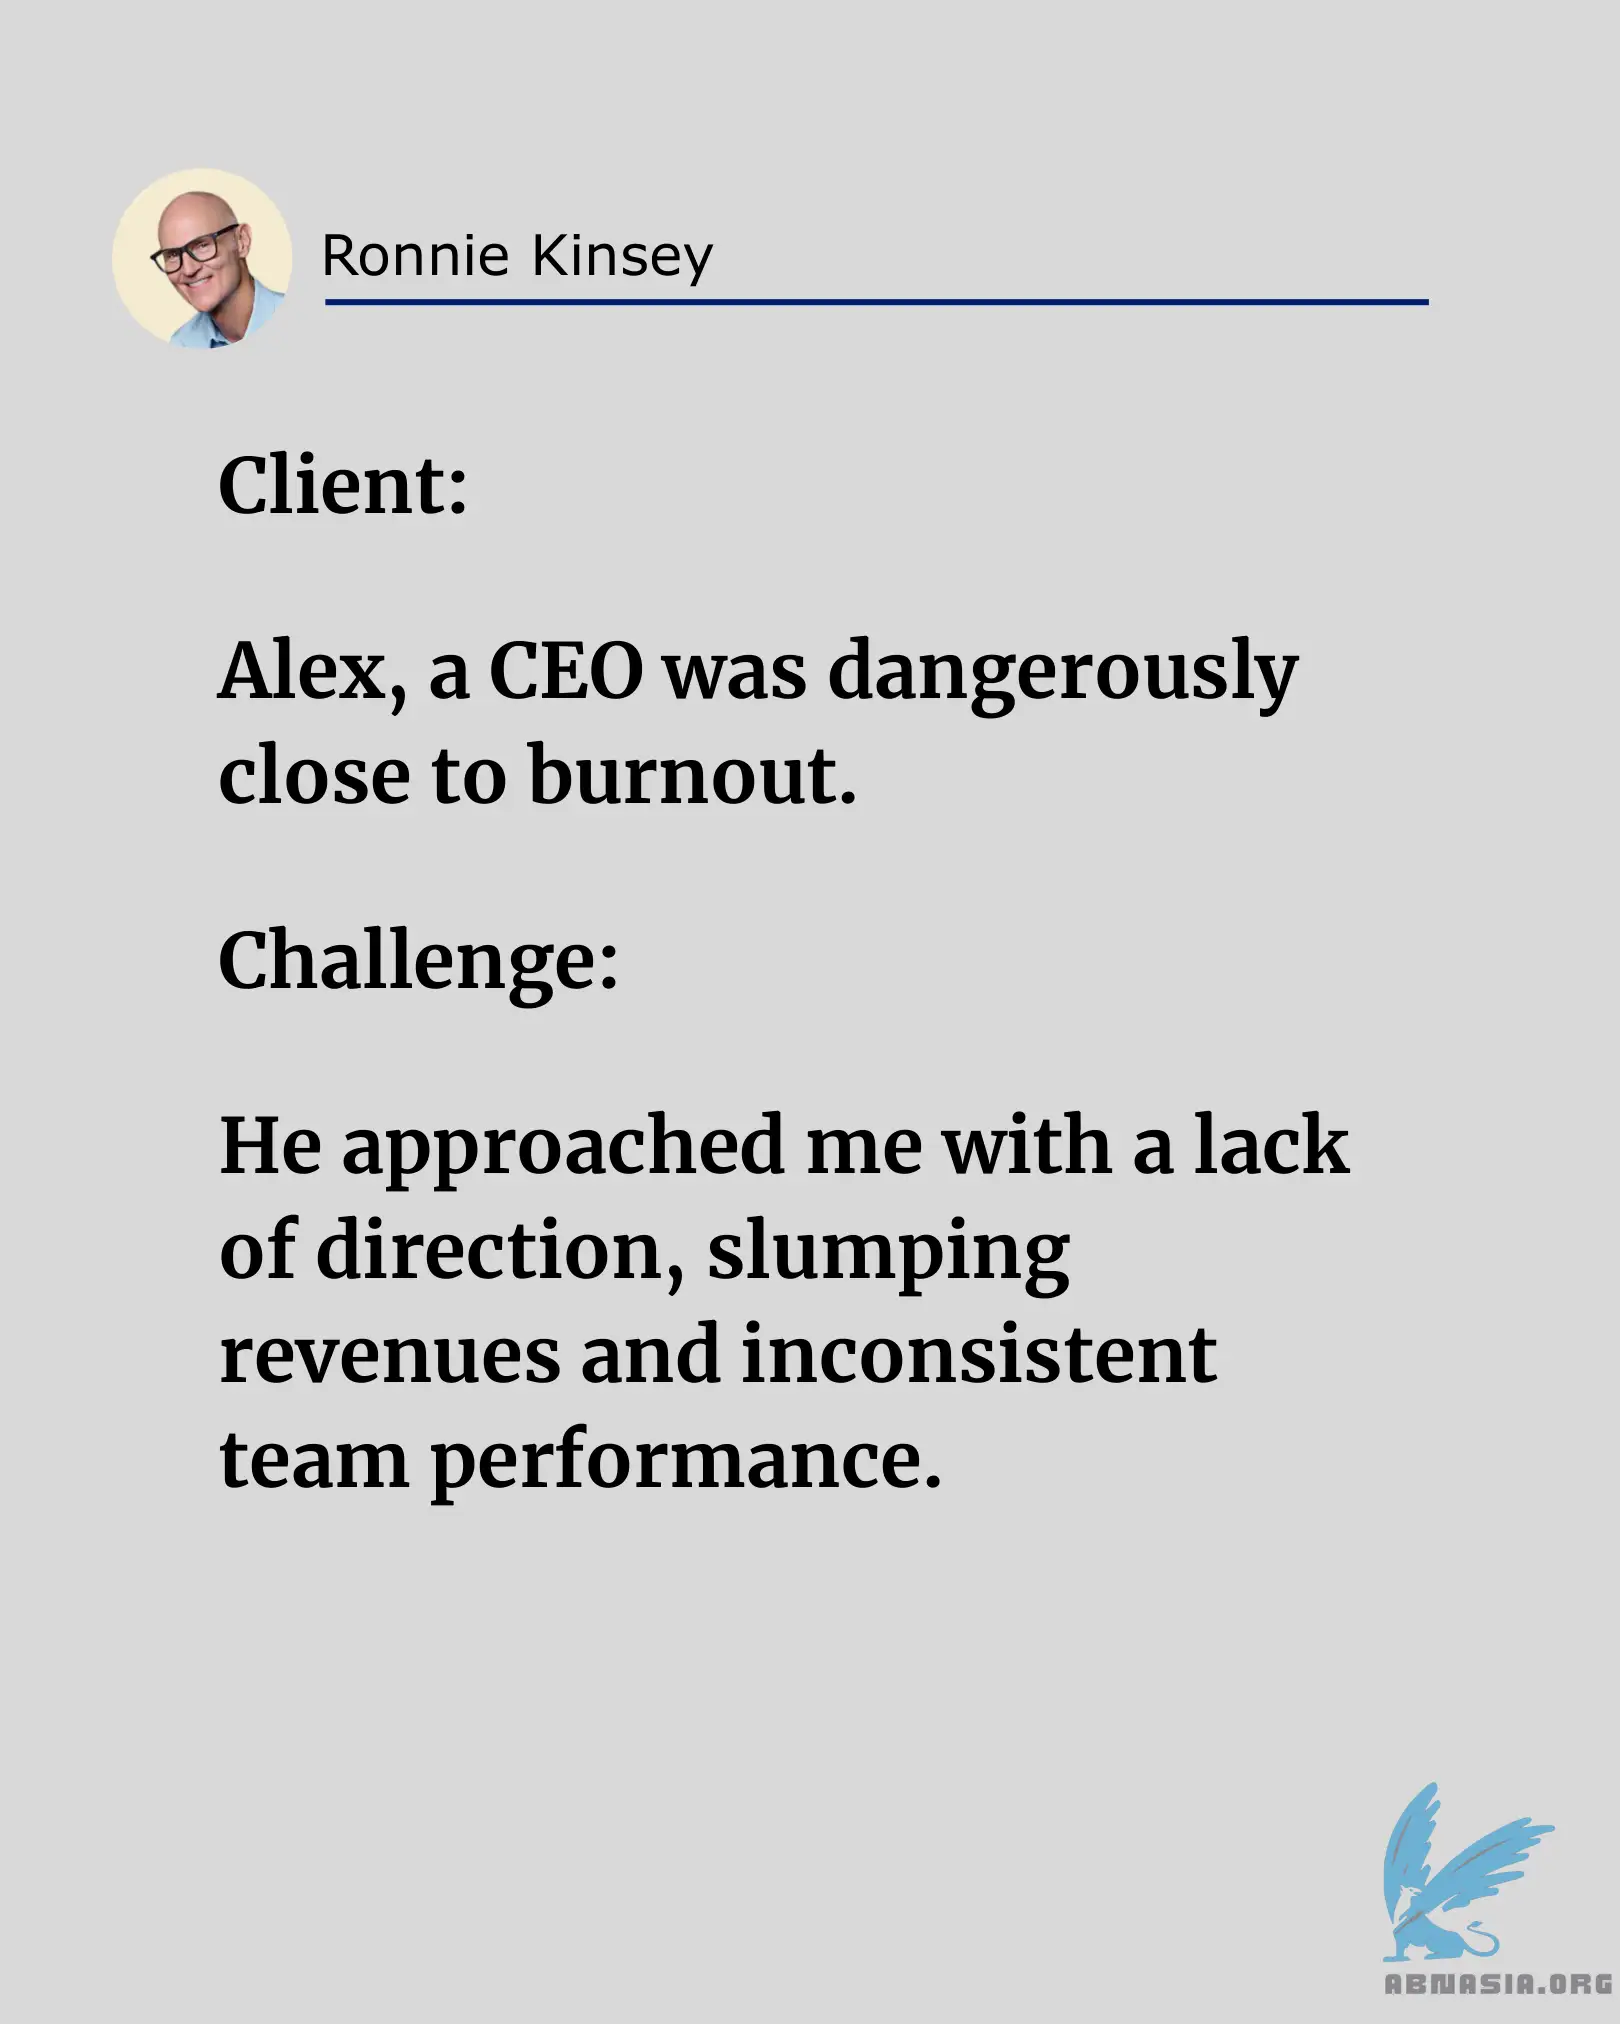 Ronnie Kinsey
Client:
Alex, a CEO was dangerously
close to burnout.
Challenge:
He approached me with a lack
of direction, slumping
revenues and inconsistent
team performance.
ABNASIA.ORG